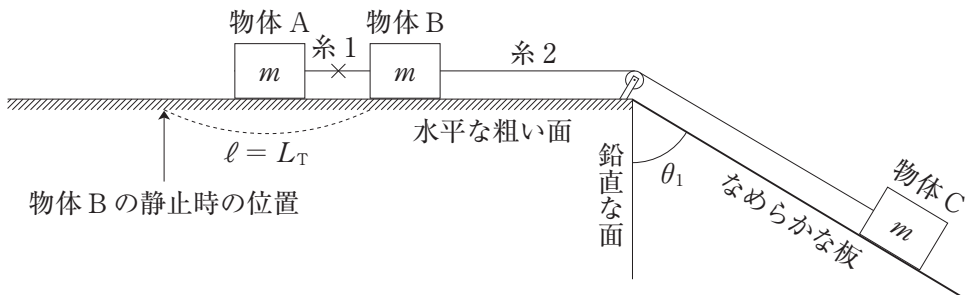 物体 A
物体 B
糸 1
糸 2
m
m
水平な粗い面
ℓ = L_T
物体 B の静止時の位置
鉛直な面
θ₁
なめらかな板
物体 C
m